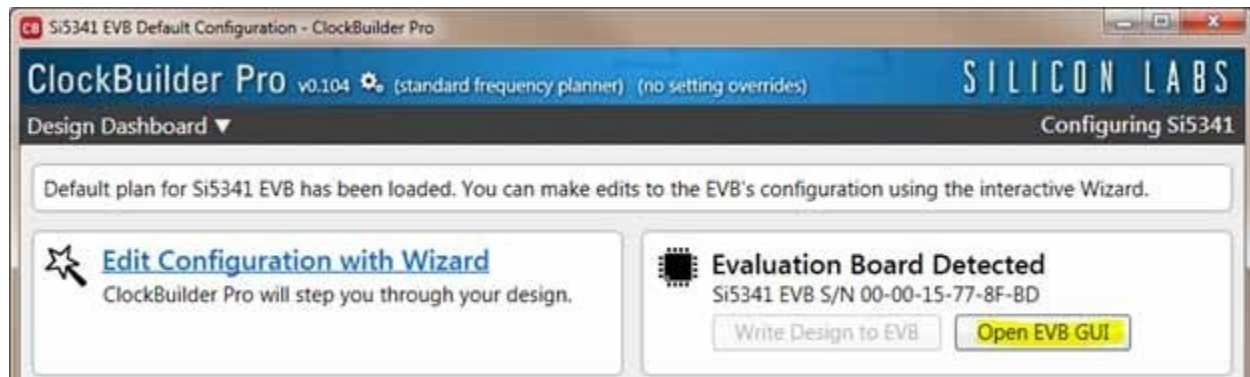 CB Si5341 EVB Default Configuration - ClockBuilder Pro
ClockBuilder Pro v0.104 (standard frequency planner) (no setting overrides) SILICON LABS
Design Dashboard ▼ Configuring Si5341
Default plan for Si5341 EVB has been loaded. You can make edits to the EVB's configuration using the interactive Wizard.
Edit Configuration with Wizard
ClockBuilder Pro will step you through your design.
Evaluation Board Detected
Si5341 EVB S/N 00-00-15-77-8F-BD
Write Design to EVB Open EVB GUI